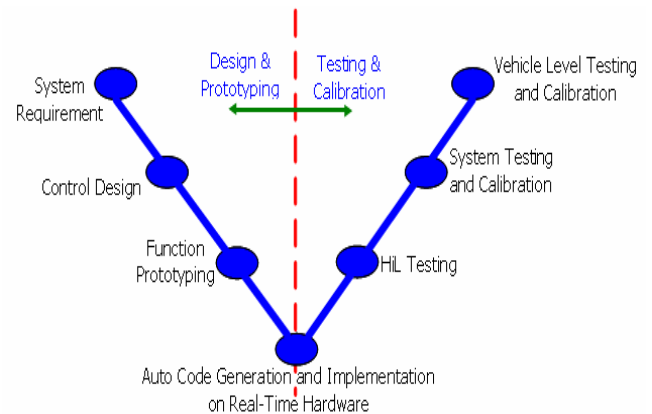 Design &
Prototyping
Testing &
Calibration
System
Requirement
Vehicle Level Testing
and Calibration
Control Design
System Testing
and Calibration
Function
Prototyping
HiL Testing
Auto Code Generation and Implementation
on Real-Time Hardware